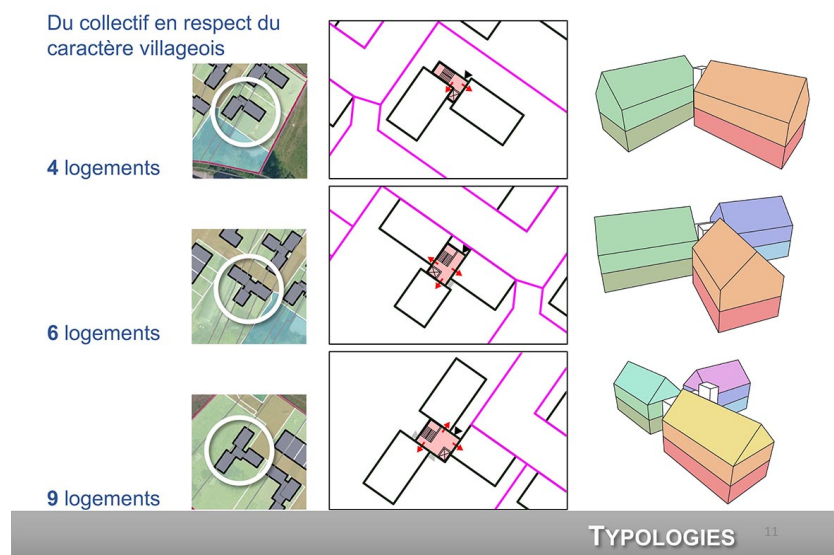 Du collectif en respect du
caractère villageois
4 logements
6 logements
9 logements
TYPOLOGIES
11